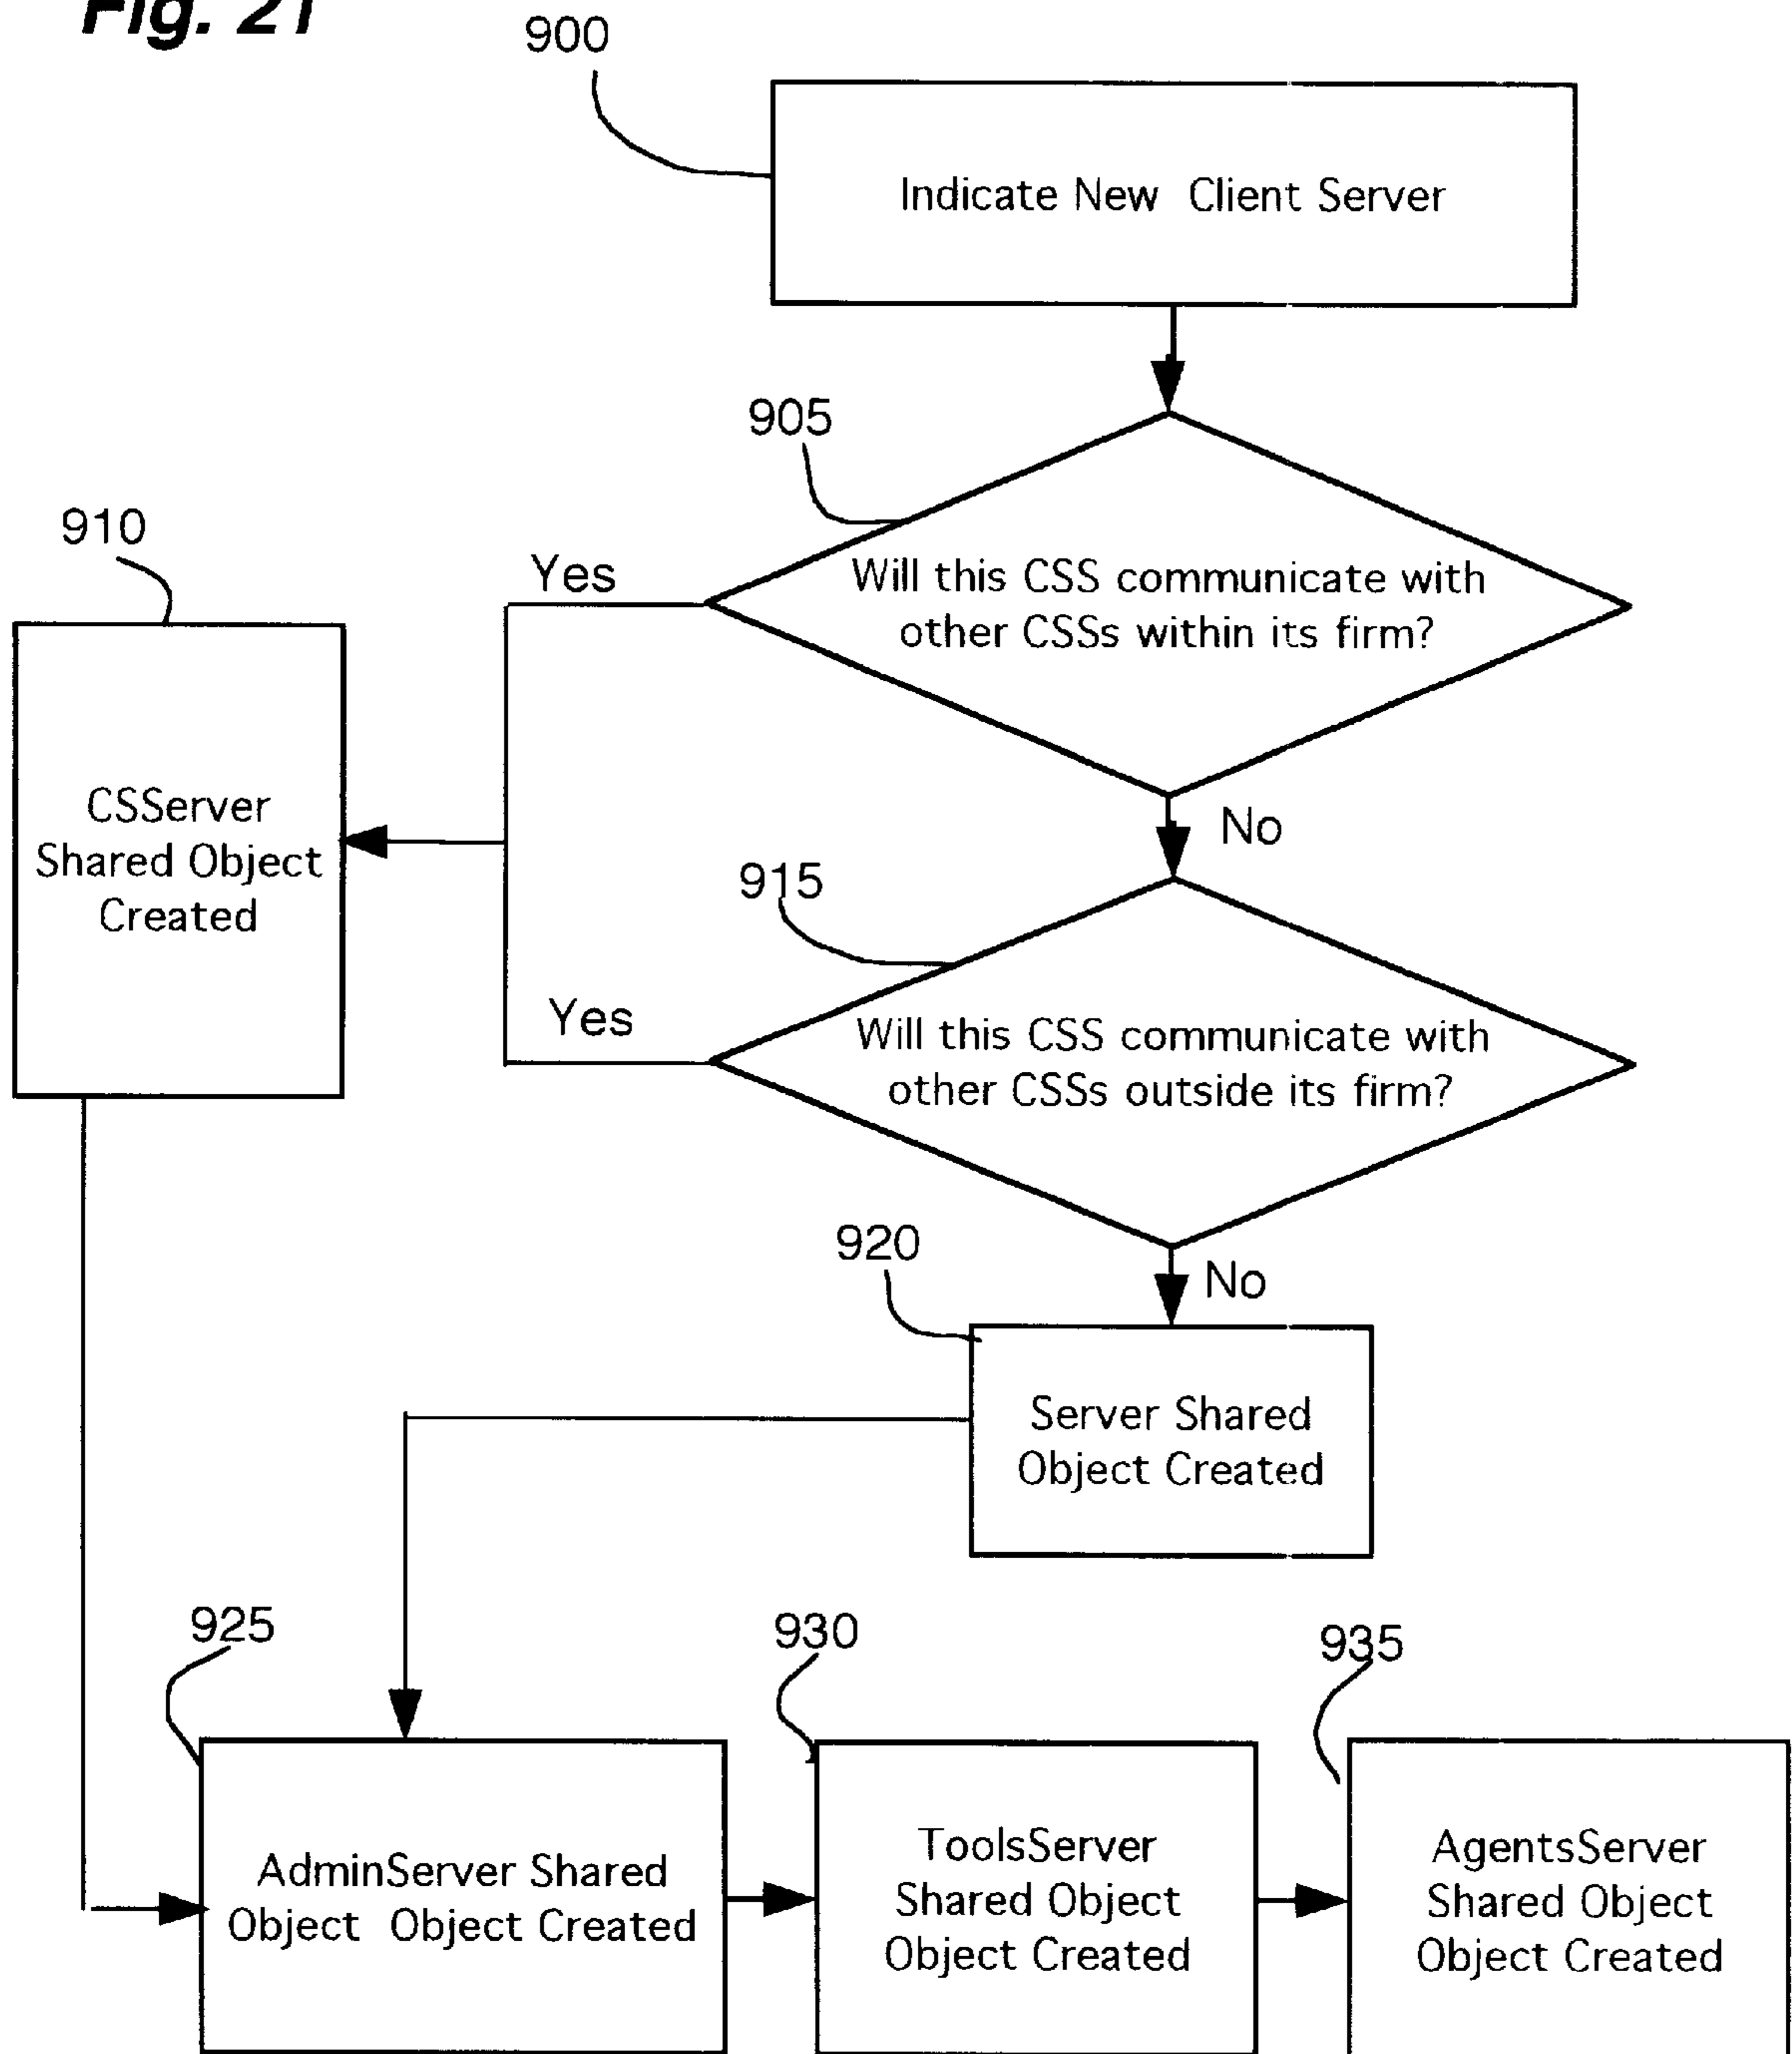 Fig. 21
900
Indicate New Client Server
905
Will this CSS communicate with
other CSSs within its firm?
Yes
910
CSServer
Shared Object
Created
No
915
Will this CSS communicate with
other CSSs outside its firm?
Yes
No
920
Server Shared
Object Created
925
AdminServer Shared
Object Object Created
930
ToolsServer
Shared Object
Object Created
935
AgentsServer
Shared Object
Object Created